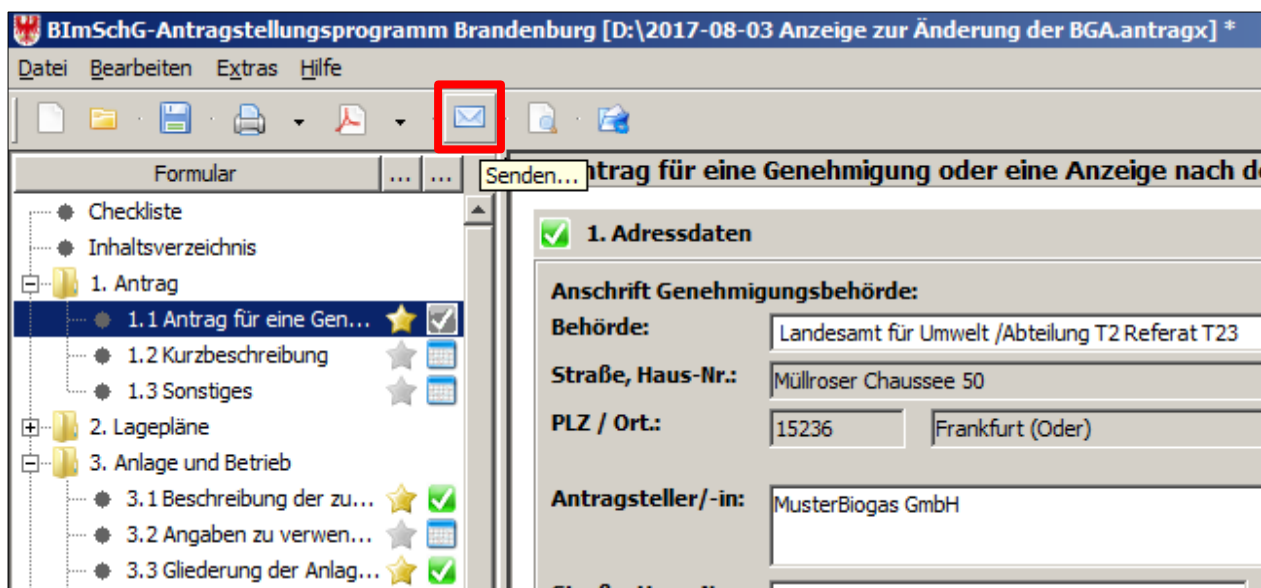 BImSchG-Antragstellungsprogramm Brandenburg [D:\2017-08-03 Anzeige zur Änderung der BGA.antragx] *
Datei Bearbeiten Extras Hilfe
Senden...
Formular ... ...
Checkliste
Inhaltsverzeichnis
1. Antrag
1.1 Antrag für eine Gen...
1.2 Kurzbeschreibung
1.3 Sonstiges
2. Lagepläne
3. Anlage und Betrieb
3.1 Beschreibung der zu...
3.2 Angaben zu verwen...
3.3 Gliederung der Anlag...
ntrag für eine Genehmigung oder eine Anzeige nach d
1. Adressdaten
Anschrift Genehmigungsbehörde:
Behörde: Landesamt für Umwelt /Abteilung T2 Referat T23
Straße, Haus-Nr.: Müllroser Chaussee 50
PLZ / Ort.: 15236 Frankfurt (Oder)
Antragsteller/-in: MusterBiogas GmbH